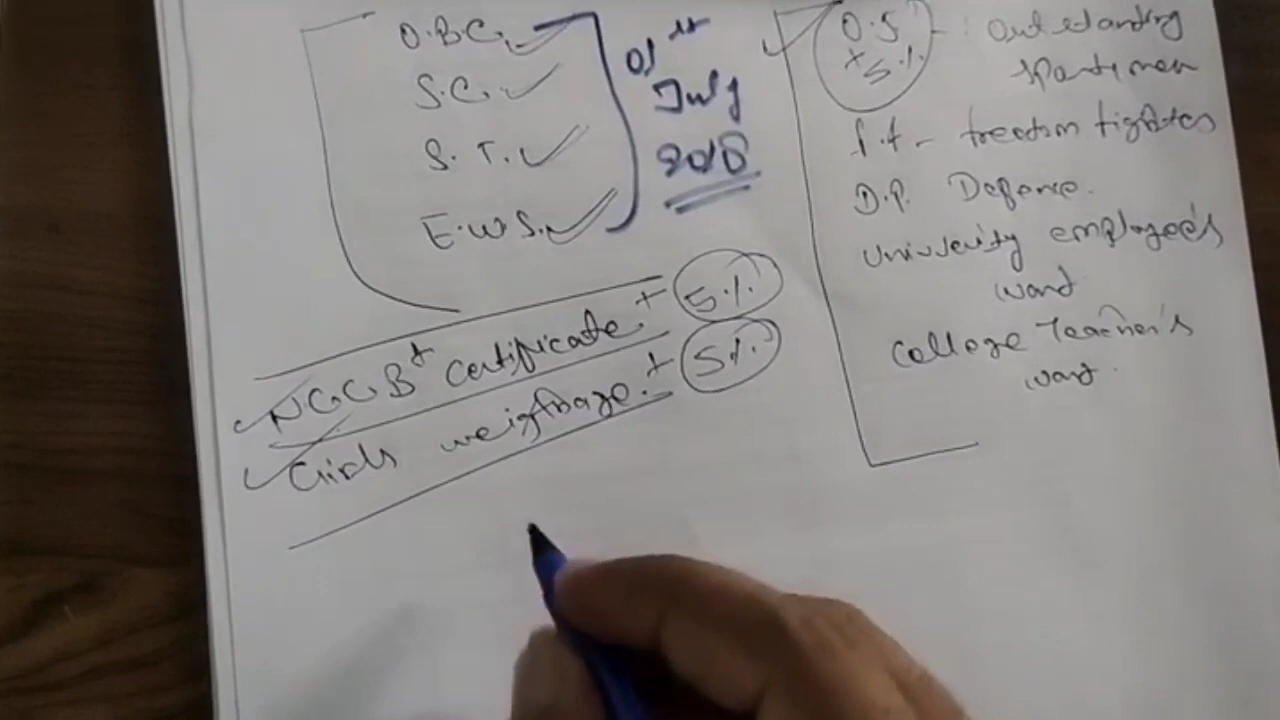 O.B.C.
S.C.
S.T.
E.W.S.
01st
July
2018
N.C.C B+ certificate. + 5.%.
Girls weightage. + 5%.
O.S - : Outstanding
+5.% Sportsmen
f.f - freedom fighters
D.P. Defence.
University employee's
ward
College Teacher's
ward.